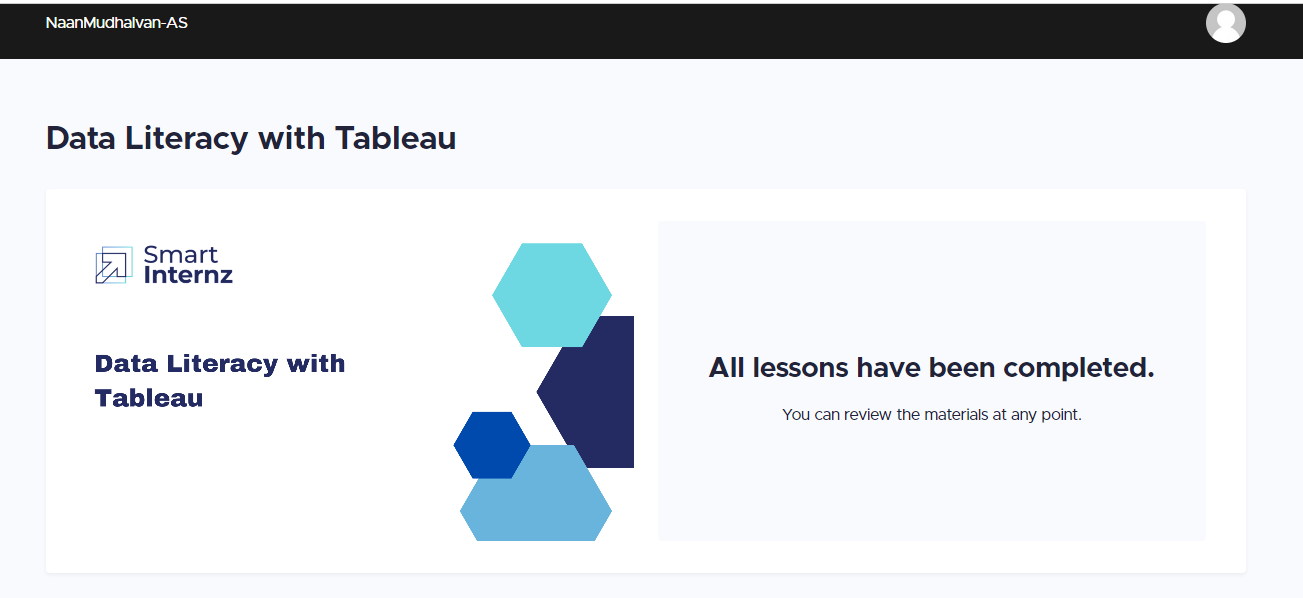 NaanMudhalvan-AS
Data Literacy with Tableau
Smart
Internz
Data Literacy with
Tableau
All lessons have been completed.
You can review the materials at any point.